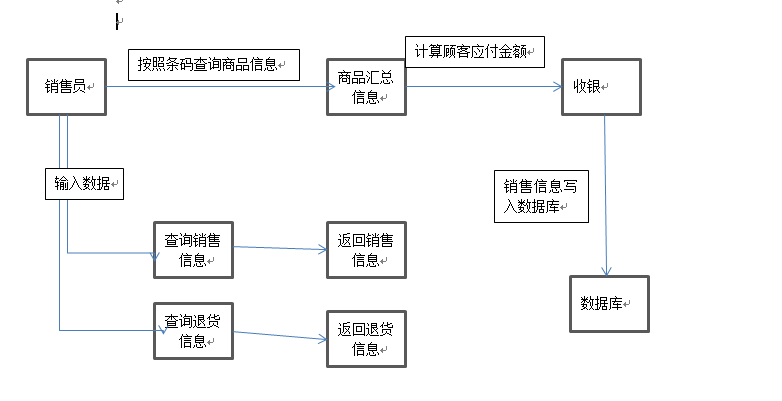 计算顾客应付金额
按照条码查询商品信息
销售员
商品汇总
信息
收银
输入数据
销售信息写
入数据库
查询销售
信息
返回销售
信息
数据库
查询退货
信息
返回退货
信息